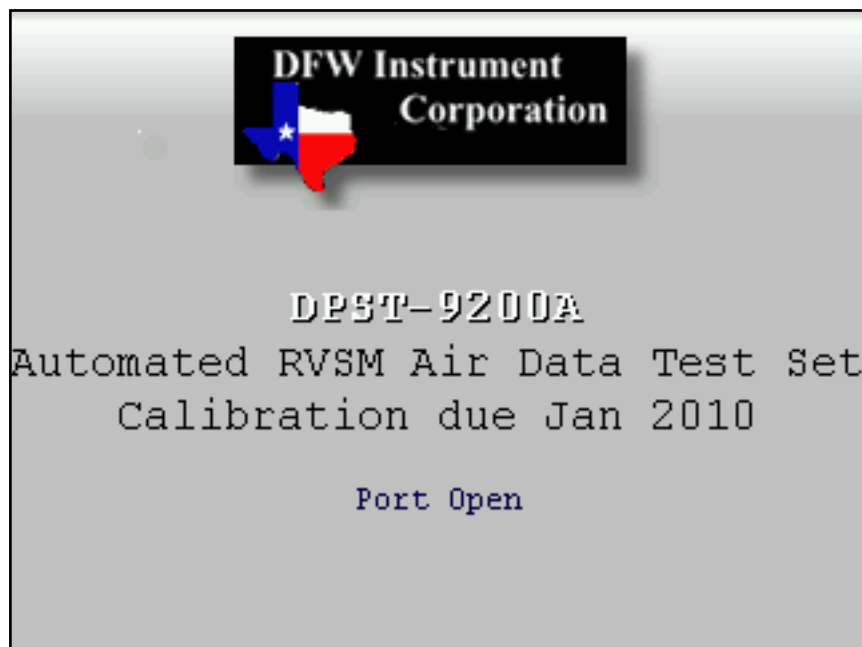 DFW Instrument
Corporation
DPST-9200A
Automated RVSM Air Data Test Set
Calibration due Jan 2010
Port Open